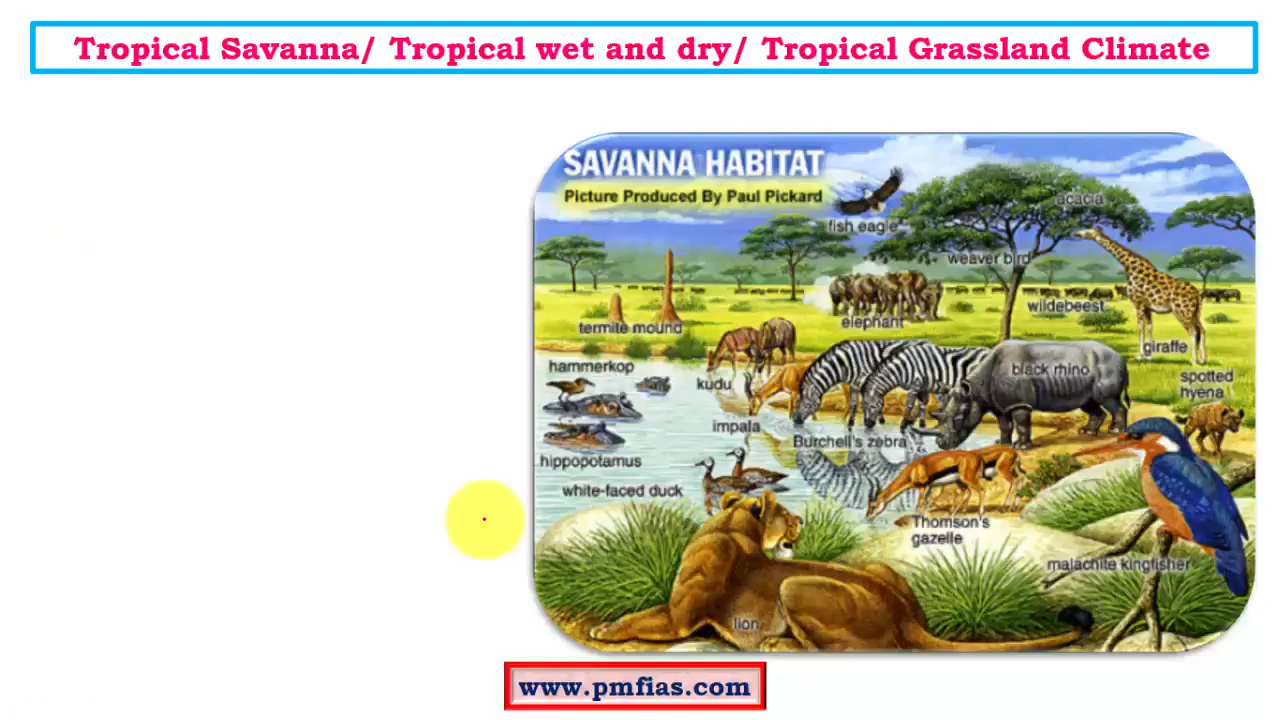 Tropical Savanna/ Tropical wet and dry/ Tropical Grassland Climate
SAVANNA HABITAT
Picture Produced By Paul Pickard
acacia
fish eagle
weaver bird
wildebeest
elephant
termite mound
giraffe
hammerkop
black rhino
spotted
hyena
kudu
impala
Burchell's zebra
hippopotamus
white-faced duck
Thomson's
gazelle
malachite kingfisher
lion
www.pmfias.com